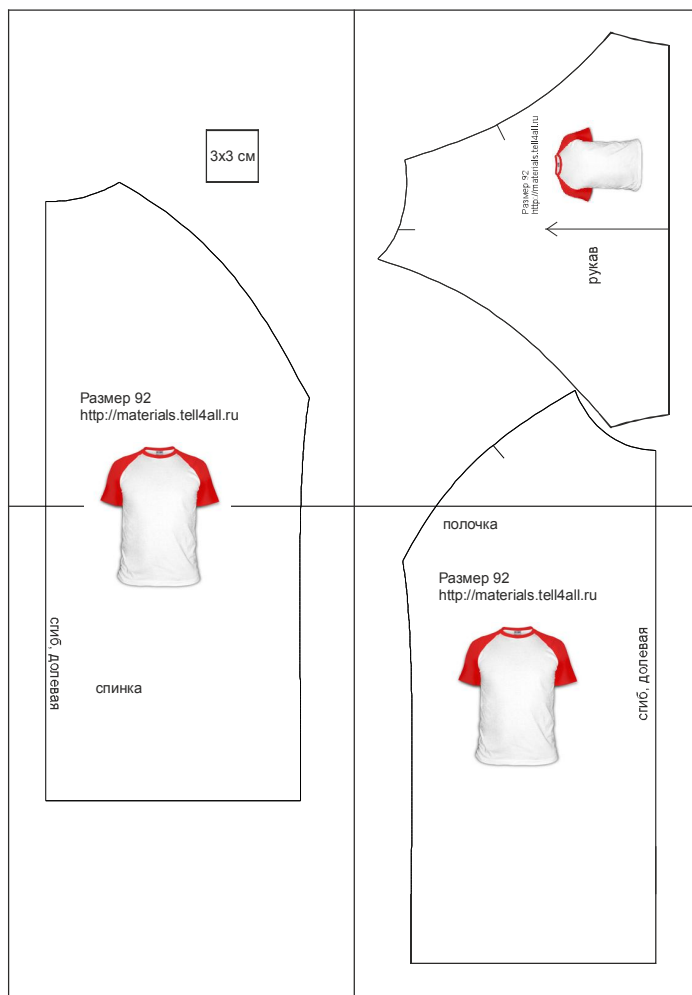 3х3 см
Размер 92
http://materials.tell4all.ru
сгиб, долевая
спинка
Размер 92
http://materials.tell4all.ru
рукав
полочка
Размер 92
http://materials.tell4all.ru
сгиб, долевая